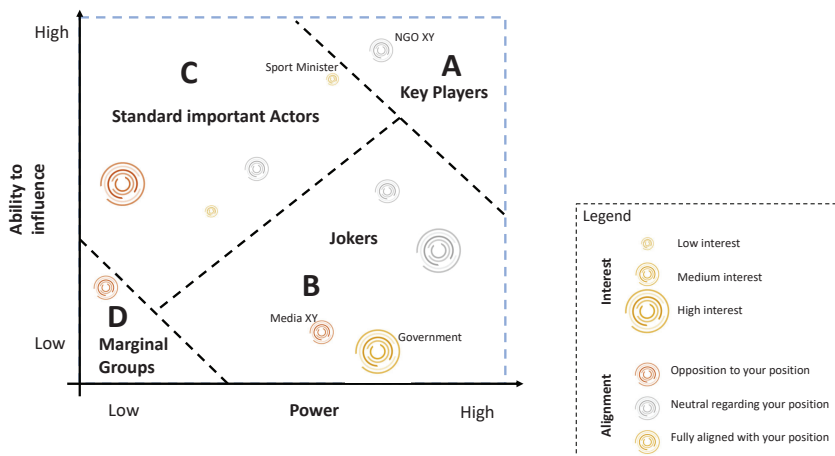 High
C
Sport Minister
NGO XY
A
Key Players
Standard important Actors
Ability to
influence
Jokers
B
Media XY
Government
D
Marginal
Groups
Low
Low
Power
High
Legend
Interest
Low interest
Medium interest
High interest
Alignment
Opposition to your position
Neutral regarding your position
Fully aligned with your position